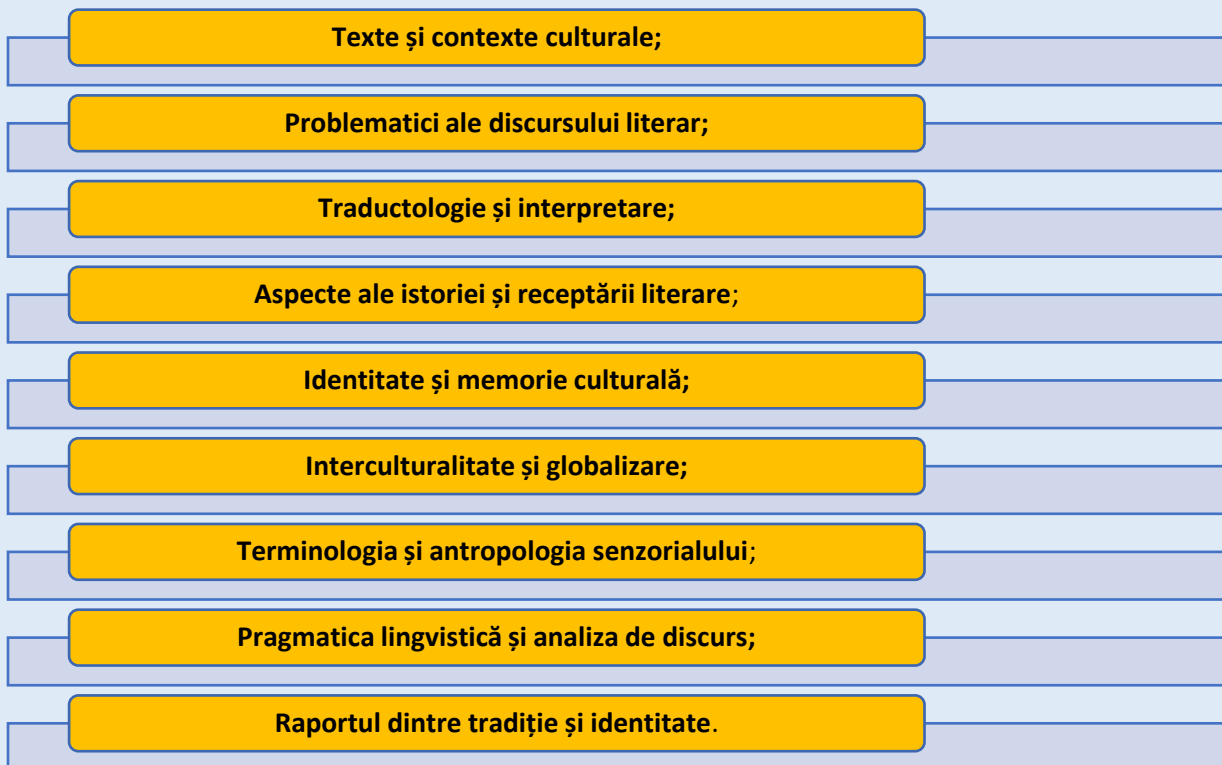 Texte și contexte culturale;
Problematici ale discursului literar;
Traductologie și interpretare;
Aspecte ale istoriei și receptării literare;
Identitate și memorie culturală;
Interculturalitate și globalizare;
Terminologia și antropologia senzorialului;
Pragmatica lingvistică și analiza de discurs;
Raportul dintre tradiție și identitate.